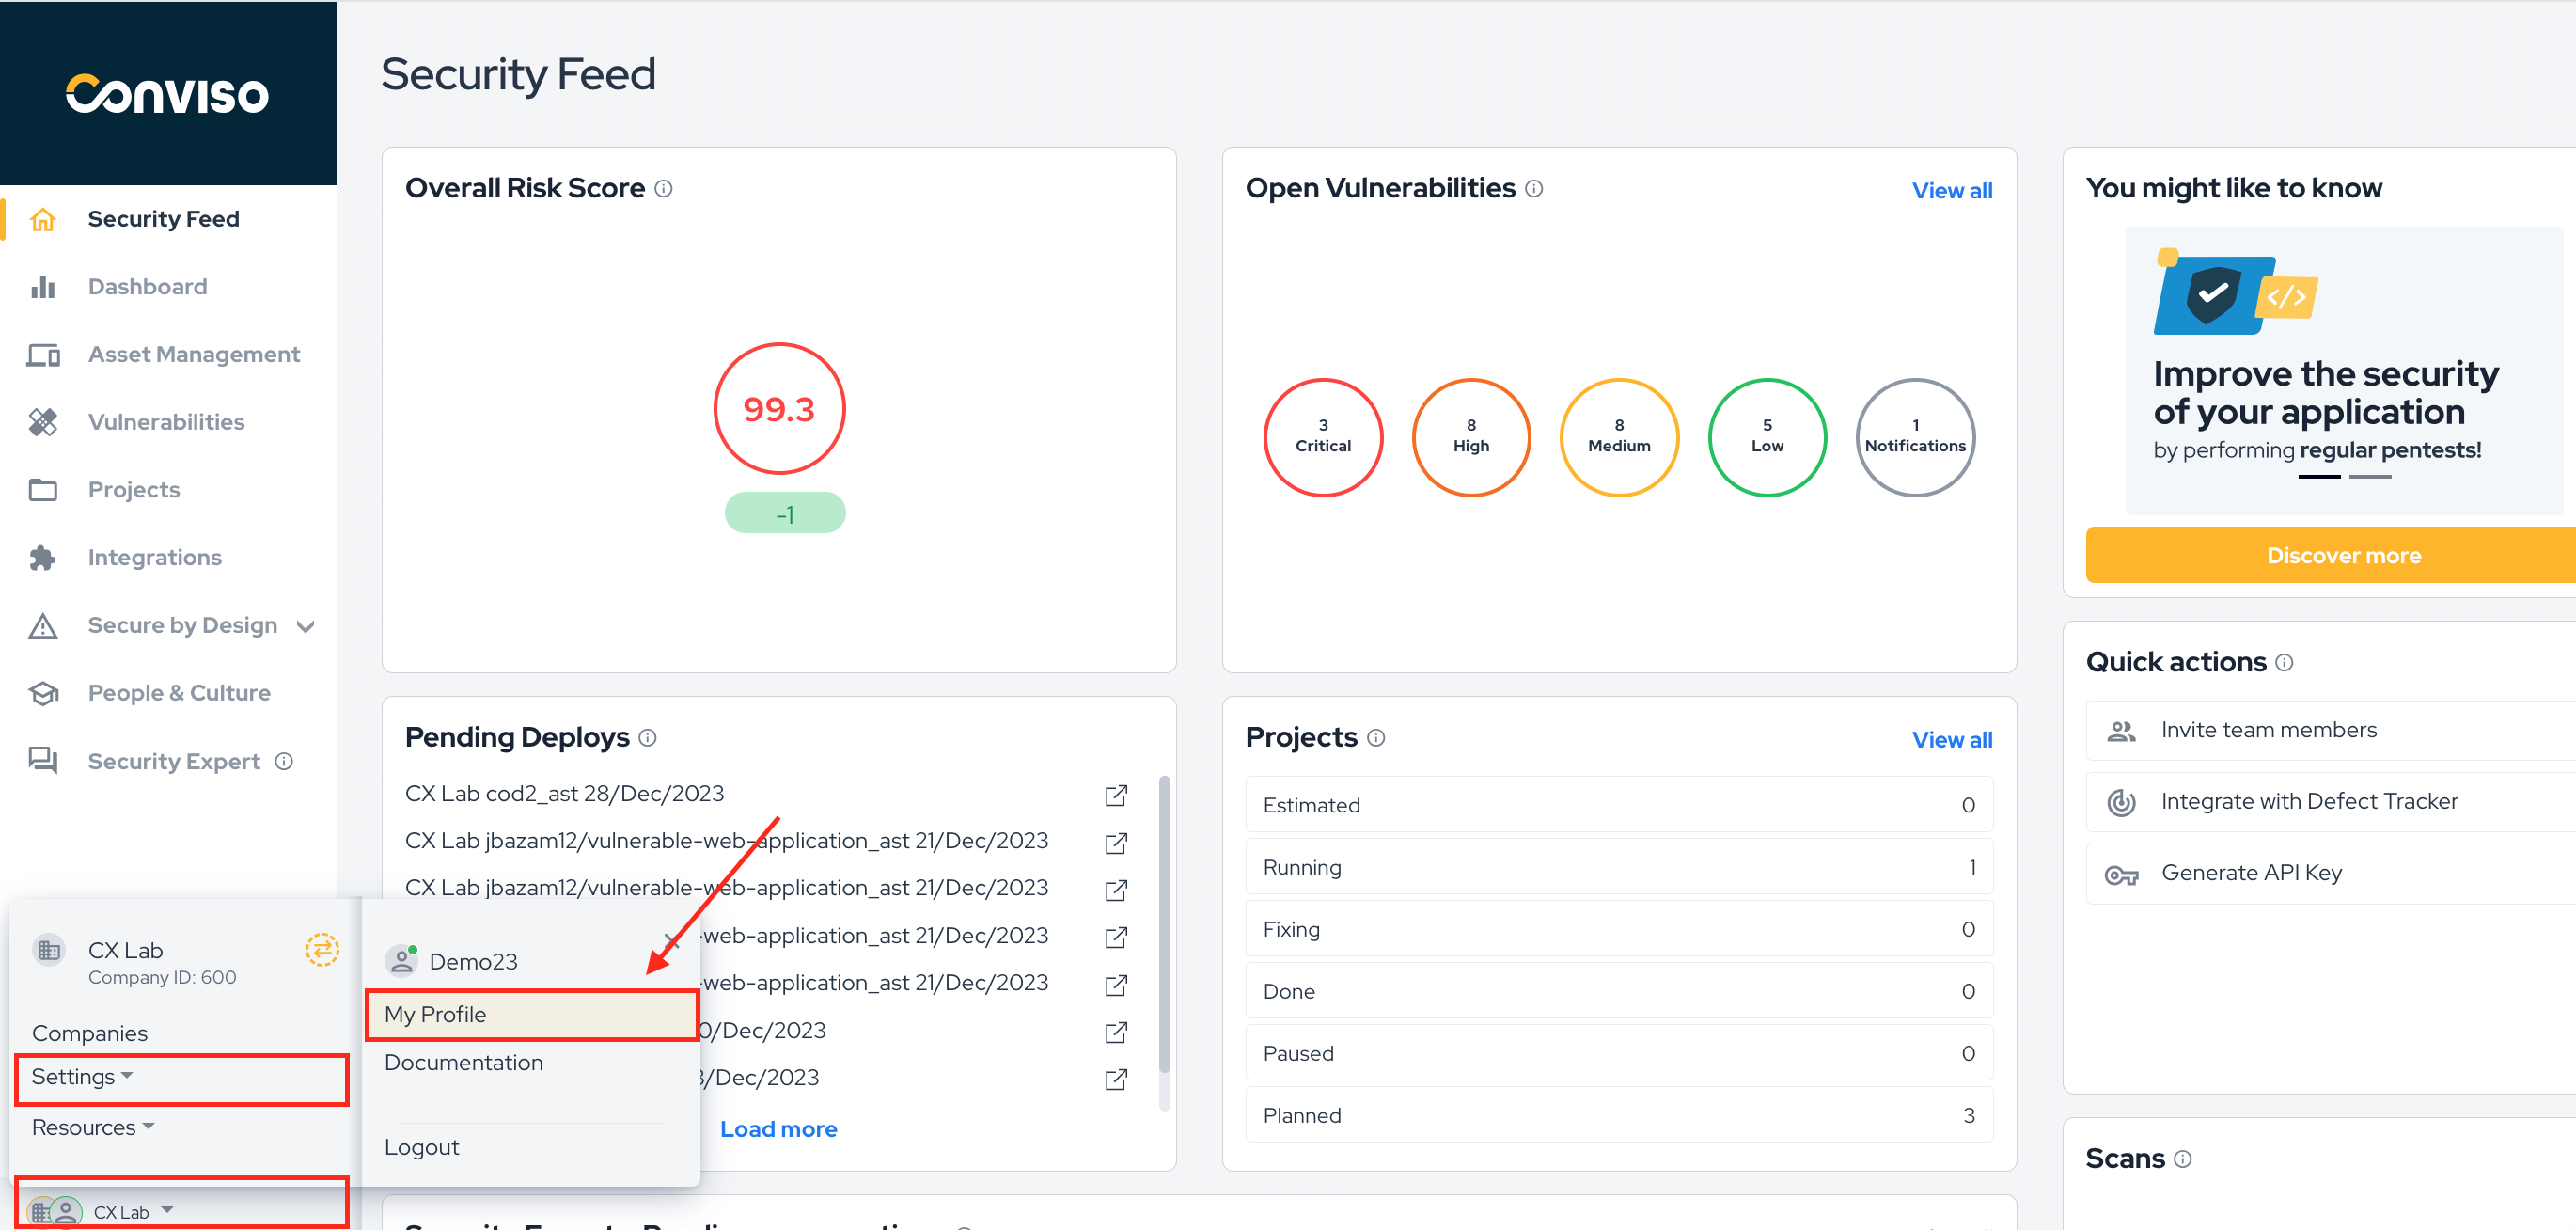 Conviso
Security Feed
Dashboard
Asset Management
Vulnerabilities
Projects
Integrations
Secure by Design
People & Culture
Security Expert
CX Lab
Company ID: 600
Companies
Settings
Resources
CX Lab
Demo23
My Profile
Documentation
Logout
Security Feed
Overall Risk Score
99.3
-1
Open Vulnerabilities
View all
3
Critical
8
High
8
Medium
5
Low
1
Notifications
You might like to know
</>
Improve the security
of your application
by performing regular pentests!
Discover more
Pending Deploys
CX Lab cod2_ast 28/Dec/2023
CX Lab jbazam12/vulnerable-web-application_ast 21/Dec/2023
CX Lab jbazam12/vulnerable-web-application_ast 21/Dec/2023
-web-application_ast 21/Dec/2023
-web-application_ast 21/Dec/2023
0/Dec/2023
/Dec/2023
Load more
Projects
View all
Estimated 0
Running 1
Fixing 0
Done 0
Paused 0
Planned 3
Quick actions
Invite team members
Integrate with Defect Tracker
Generate API Key
Scans